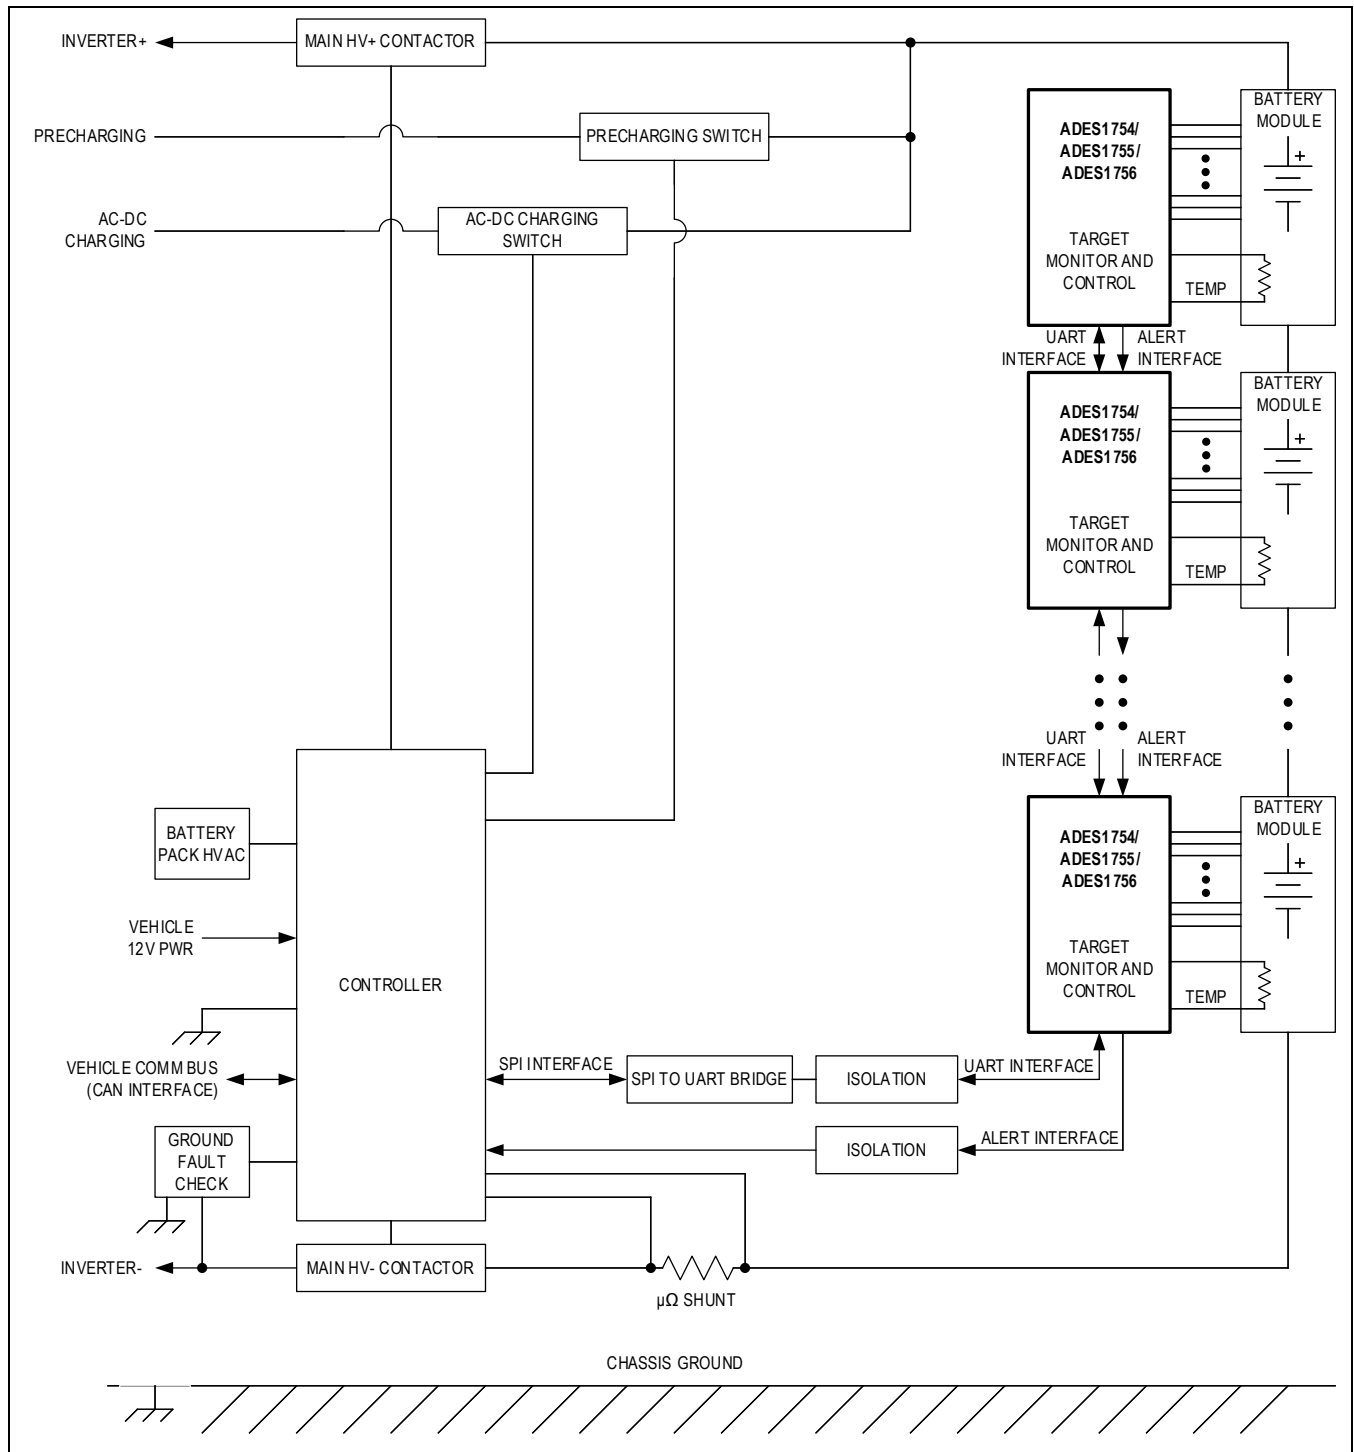 INVERTER+
MAIN HV+ CONTACTOR
PRECHARGING
PRECHARGING SWITCH
AC-DC
CHARGING
AC-DC CHARGING
SWITCH
ADES1754/
ADES1755/
ADES1756
TARGET
MONITOR AND
CONTROL
TEMP
BATTERY
MODULE
+
UART
INTERFACE
ALERT
INTERFACE
ADES1754/
ADES1755/
ADES1756
TARGET
MONITOR AND
CONTROL
TEMP
BATTERY
MODULE
+
UART
INTERFACE
ALERT
INTERFACE
ADES1754/
ADES1755/
ADES1756
TARGET
MONITOR AND
CONTROL
TEMP
BATTERY
MODULE
+
BATTERY
PACK HVAC
VEHICLE
12V PWR
CONTROLLER
VEHICLE COMM BUS
(CAN INTERFACE)
SPI INTERFACE
SPI TO UART BRIDGE
ISOLATION
UART INTERFACE
GROUND
FAULT
CHECK
ISOLATION
ALERT INTERFACE
INVERTER-
MAIN HV- CONTACTOR
µΩ SHUNT
CHASSIS GROUND